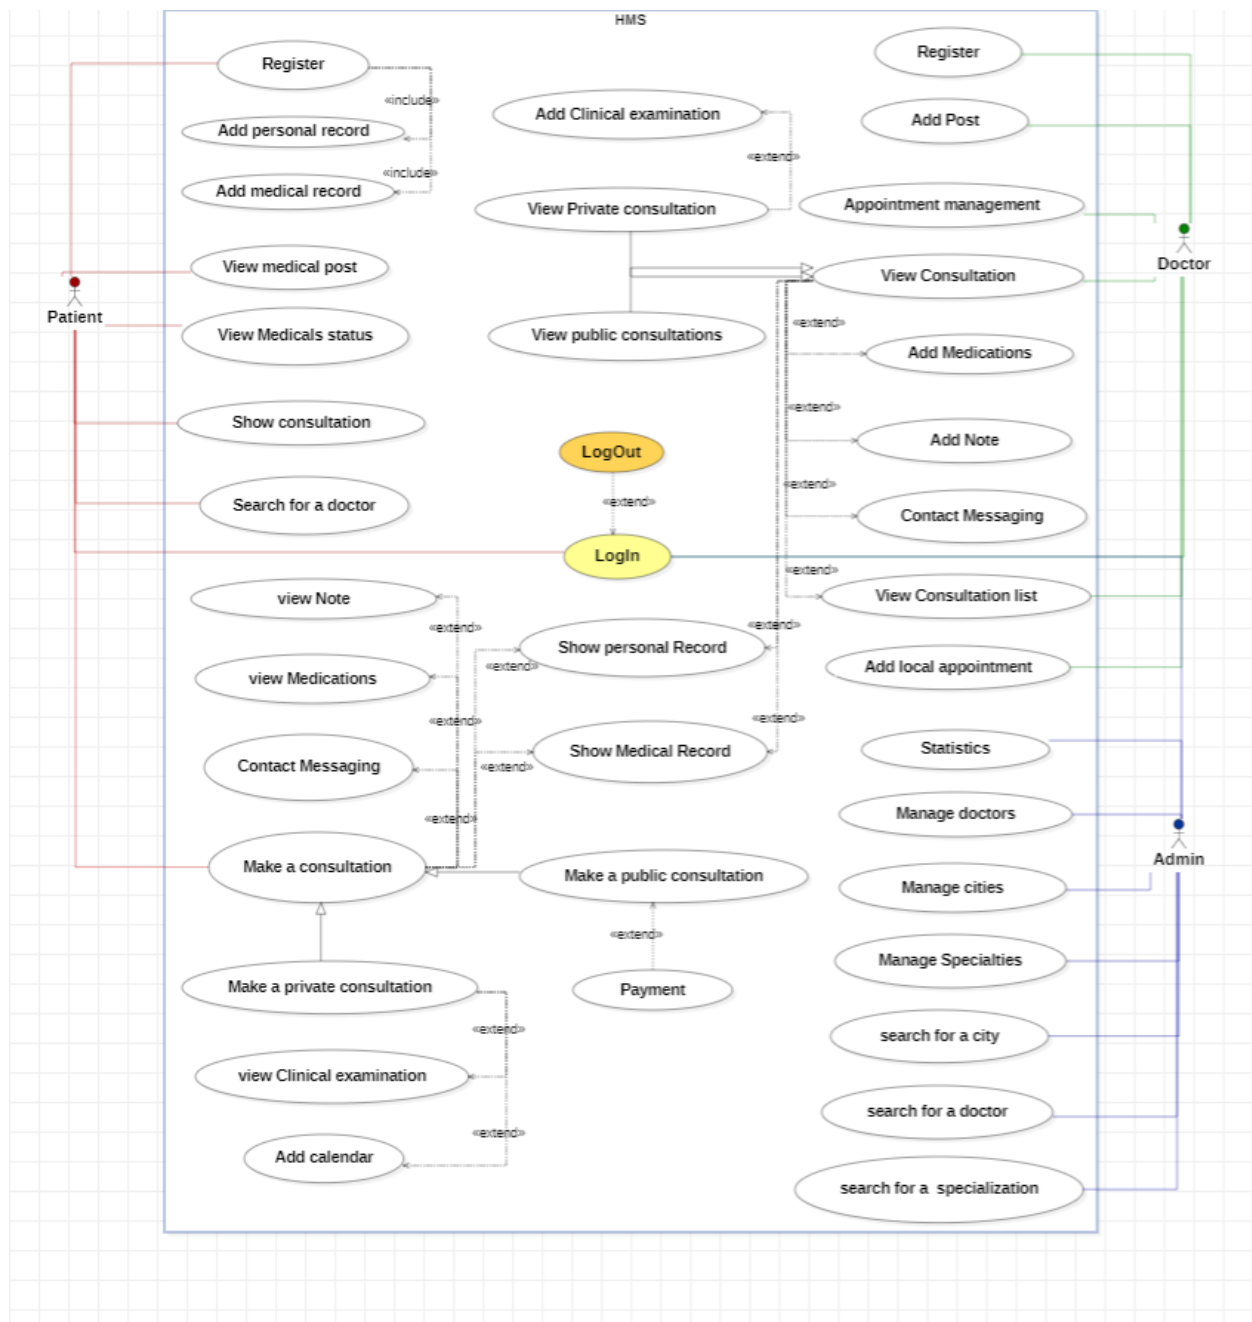 HMS
Register
Register
«include»
Add Clinical examination
Add Post
Add personal record
«extend»
«include»
Add medical record
View Private consultation
Appointment management
View medical post
View Consultation
Doctor
Patient
View Medicals status
View public consultations
«extend»
Add Medications
Show consultation
«extend»
LogOut
Add Note
Search for a doctor
«extend»
«extend»
Contact Messaging
LogIn
«extend»
view Note
View Consultation list
«extend»
«extend»
Show personal Record
«extend»
Add local appointment
view Medications
«extend»
«extend»
Show Medical Record
Statistics
Contact Messaging
«extend»
«extend»
Manage doctors
Make a consultation
Make a public consultation
Admin
Manage cities
«extend»
Manage Specialties
Make a private consultation
Payment
«extend»
search for a city
view Clinical examination
«extend»
search for a doctor
Add calendar
search for a specialization